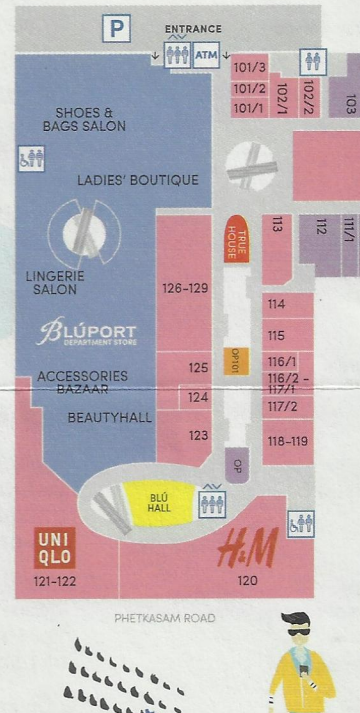 P
ENTRANCE
ATM
101/3
101/2
101/1
102/1
102/2
103
SHOES &
BAGS SALON
LADIES' BOUTIQUE
LINGERIE
SALON
BLÚPORT
DEPARTMENT STORE
ACCESSORIES
BAZAAR
BEAUTYHALL
126-129
125
124
123
TRUE
HOUSE
OP101
OP
113
112
111/1
114
115
116/1
116/2 -
117/1
117/2
118-119
BLÚ
HALL
UNI
QLO
121-122
H&M
120
PHETKASAM ROAD